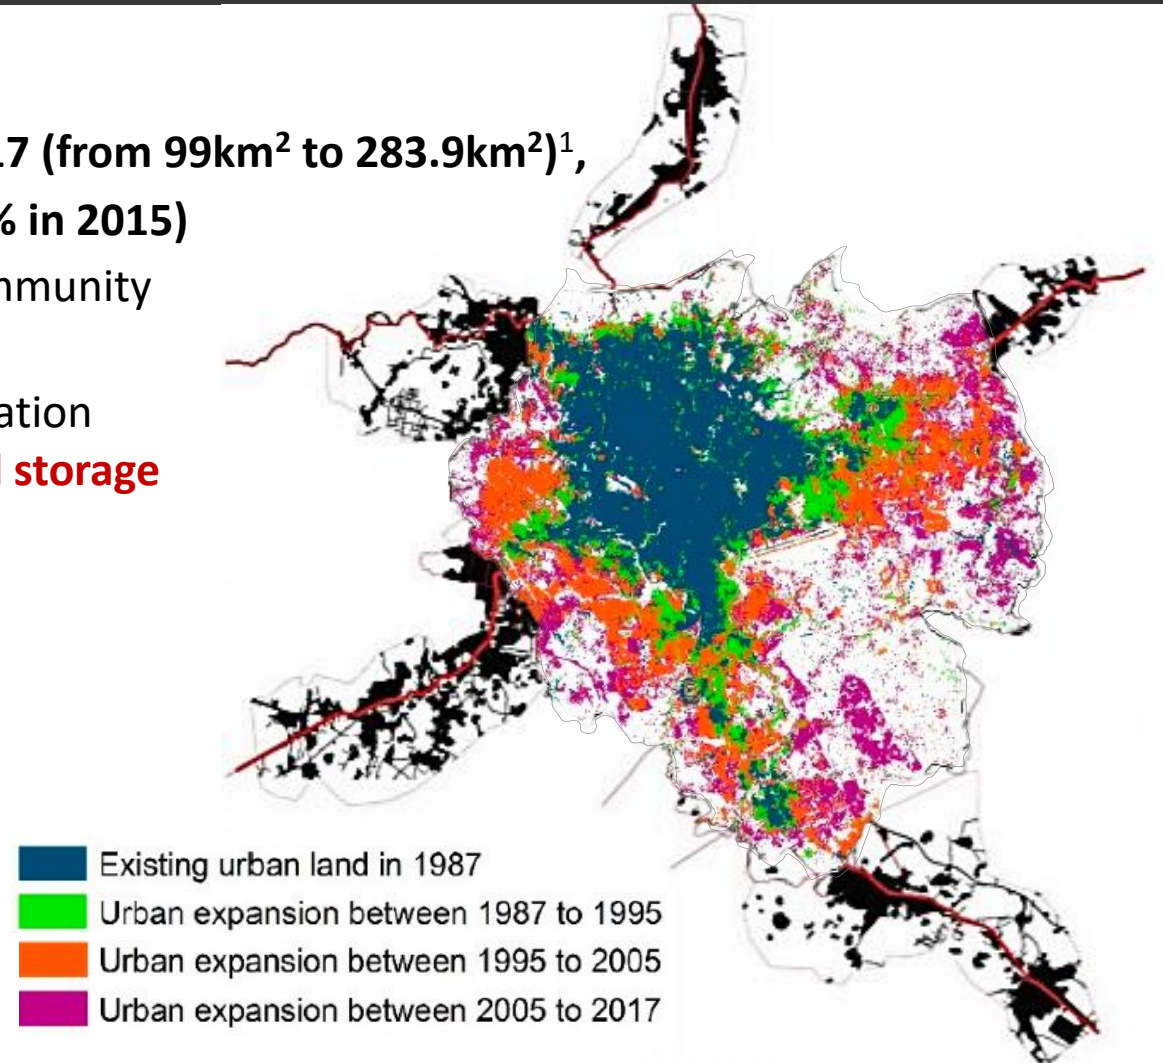 17 (from 99km² to 283.9km²)¹,
% in 2015)
mmunity
ation
storage
Existing urban land in 1987
Urban expansion between 1987 to 1995
Urban expansion between 1995 to 2005
Urban expansion between 2005 to 2017